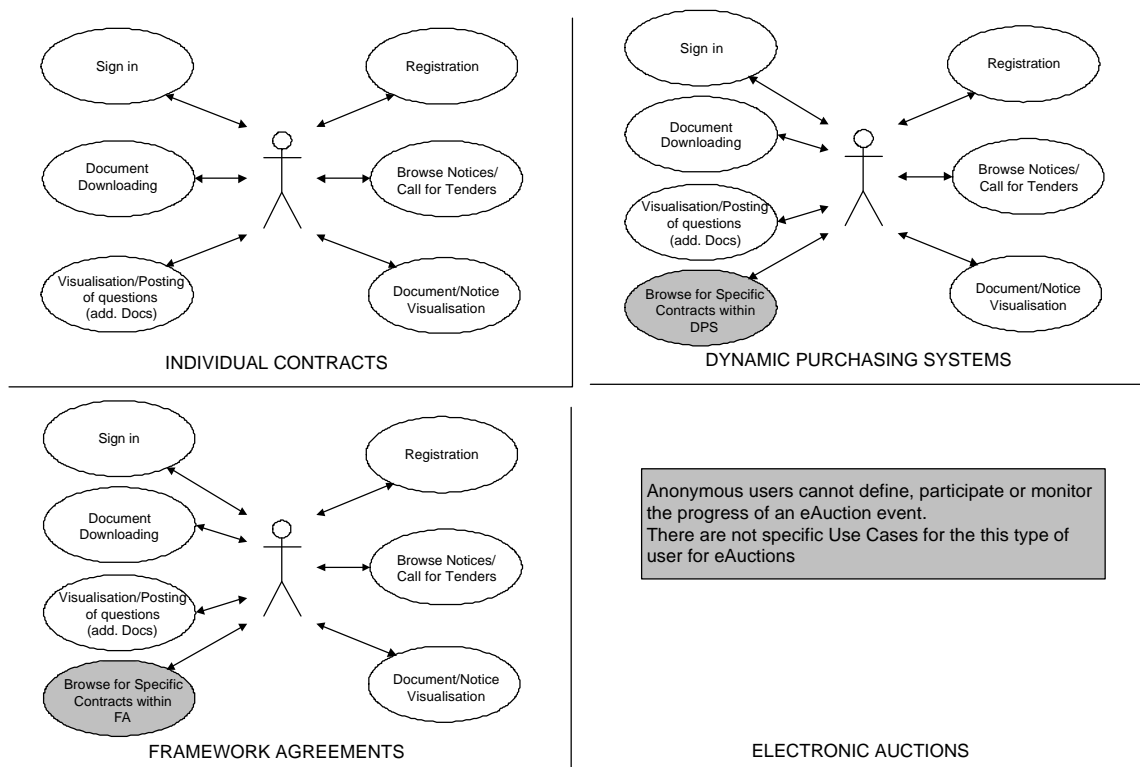 Sign in
Registration
Document
Downloading
Browse Notices/
Call for Tenders
Visualisation/Posting
of questions
(add. Docs)
Document/Notice
Visualisation
INDIVIDUAL CONTRACTS
Sign in
Registration
Document
Downloading
Browse Notices/
Call for Tenders
Visualisation/Posting
of questions
(add. Docs)
Browse for Specific
Contracts within
DPS
Document/Notice
Visualisation
DYNAMIC PURCHASING SYSTEMS
Sign in
Registration
Document
Downloading
Browse Notices/
Call for Tenders
Visualisation/Posting
of questions
(add. Docs)
Browse for Specific
Contracts within
FA
Document/Notice
Visualisation
FRAMEWORK AGREEMENTS
Anonymous users cannot define, participate or monitor
the progress of an eAuction event.
There are not specific Use Cases for the this type of
user for eAuctions
ELECTRONIC AUCTIONS